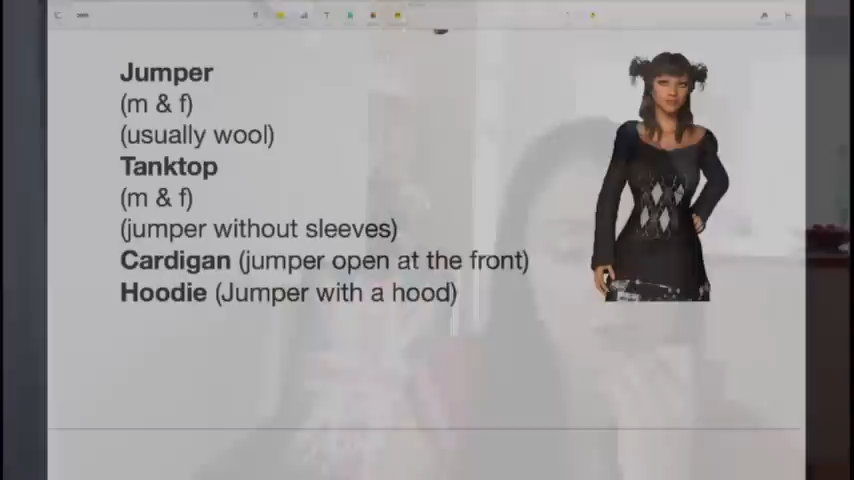 Jumper
(m & f)
(usually wool)
Tanktop
(m & f)
(jumper without sleeves)
Cardigan (jumper open at the front)
Hoodie (Jumper with a hood)